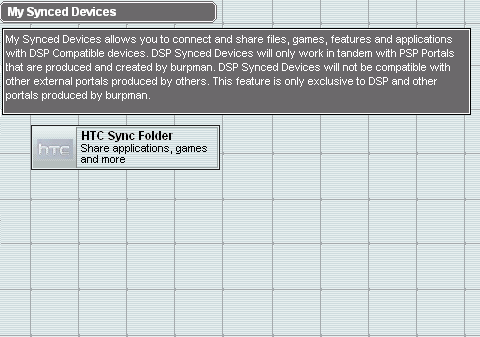 My Synced Devices
My Synced Devices allows you to connect and share files, games, features and applications
with DSP Compatible devices. DSP Synced Devices will only work in tandem with PSP Portals
that are produced and created by burpman. DSP Synced Devices will not be compatible with
other external portals produced by others. This feature is only exclusive to DSP and other
portals produced by burpman.
HTC Sync Folder
hTC
Share applications, games
and more